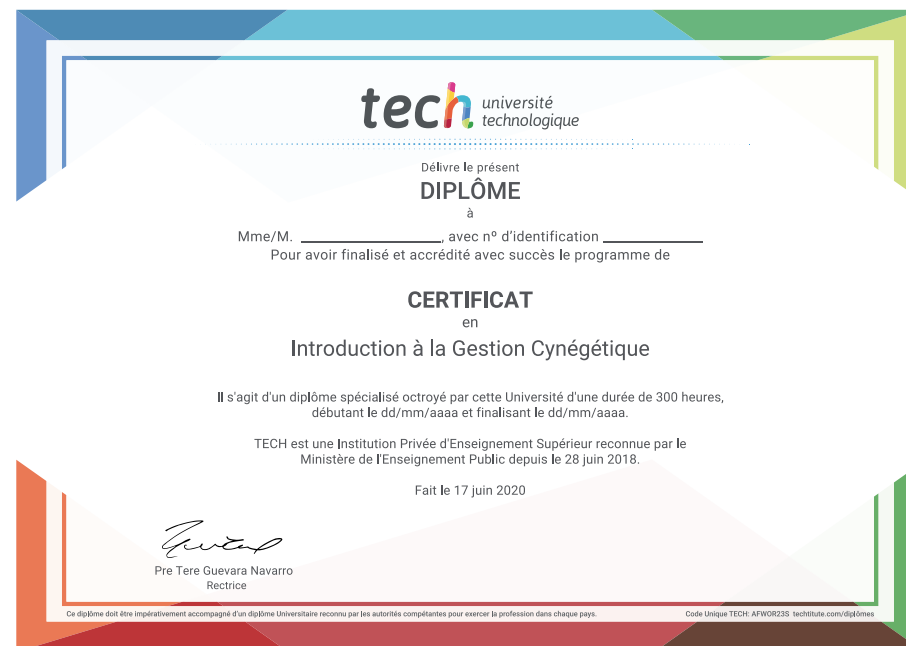 tech université
technologique
Délivre le présent
DIPLÔME
à
Mme/M. ____________________, avec nº d'identification ______________
Pour avoir finalisé et accrédité avec succès le programme de
CERTIFICAT
en
Introduction à la Gestion Cynégétique
Il s'agit d'un diplôme spécialisé octroyé par cette Université d'une durée de 300 heures,
débutant le dd/mm/aaaa et finalisant le dd/mm/aaaa.
TECH est une Institution Privée d'Enseignement Supérieur reconnue par le
Ministère de l'Enseignement Public depuis le 28 juin 2018.
Fait le 17 juin 2020
Pre Tere Guevara Navarro
Rectrice
Ce diplôme doit être impérativement accompagné d'un diplôme Universitaire reconnu par les autorités compétantes pour exercer la profession dans chaque pays.
Code Unique TECH: AFWOR23S techtitute.com/diplômes